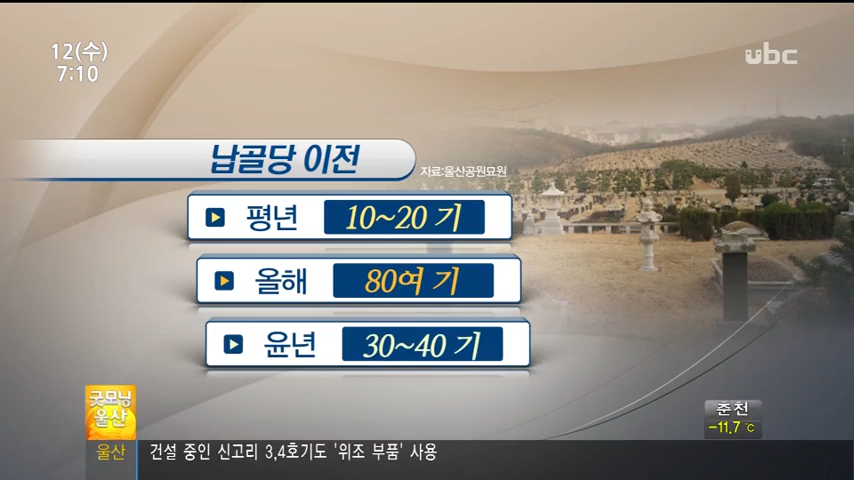 12(수)
7:10
ubc
납골당 이전
자료:울산공원묘원
평년 10~20 기
올해 80여 기
윤년 30~40 기
굿모닝
울산
춘천
-11.7 ℃
울산 건설 중인 신고리 3,4호기도 '위조 부품' 사용